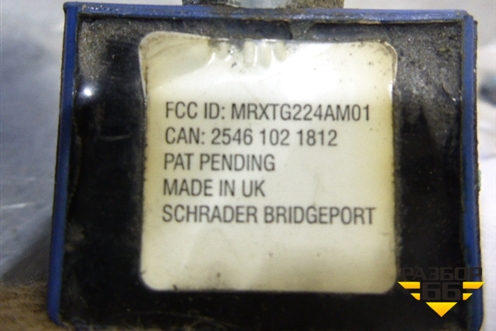 FCC ID: MRXTG224AM01
CAN: 2546 102 1812
PAT PENDING
MADE IN UK
SCHRADER BRIDGEPORT
РАЗБОР
66